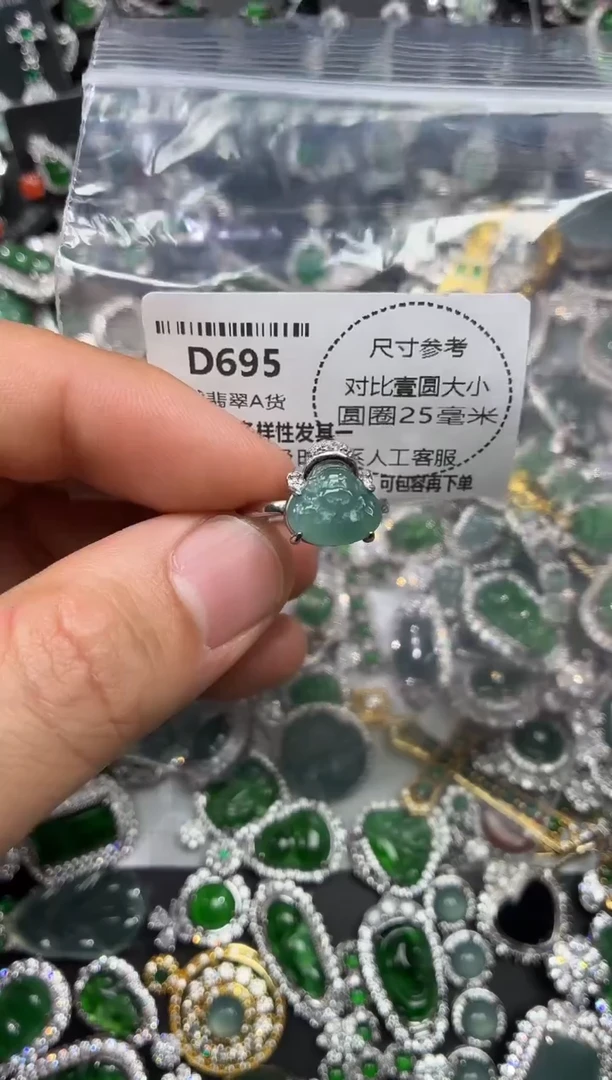 D695
尺寸参考
对比壹圆大小
圆圈25毫米
翡翠A货
多样性发其一
系人工客服
可包容再下单